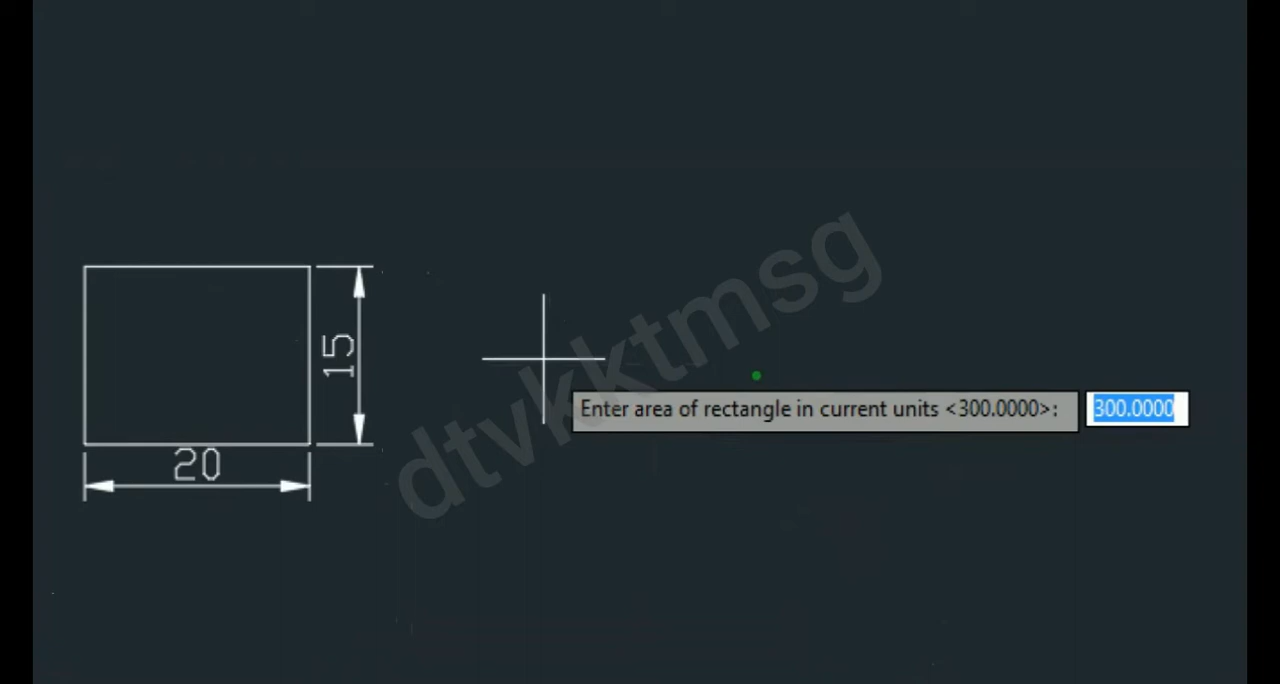 15
20
Enter area of rectangle in current units <300.0000>: 300.0000
dtvkktmsg